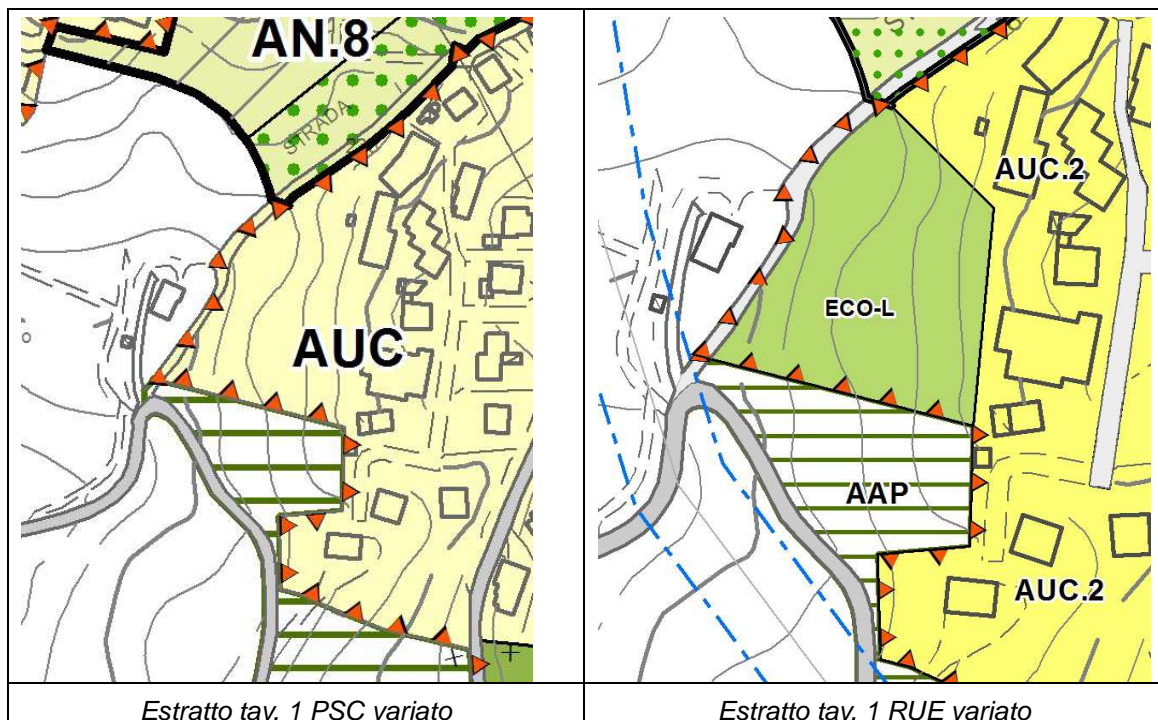 AN.8
STRADA
AUC
Estratto tav. 1 PSC variato
AUC.2
ECO-L
AAP
AUC.2
Estratto tav. 1 RUE variato